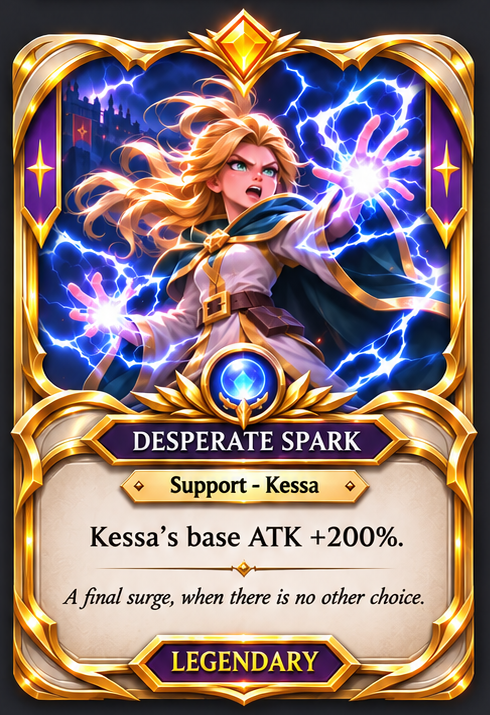 DESPERATE SPARK
Support - Kessa
Kessa's base ATK +200%.
A final surge, when there is no other choice.
LEGENDARY